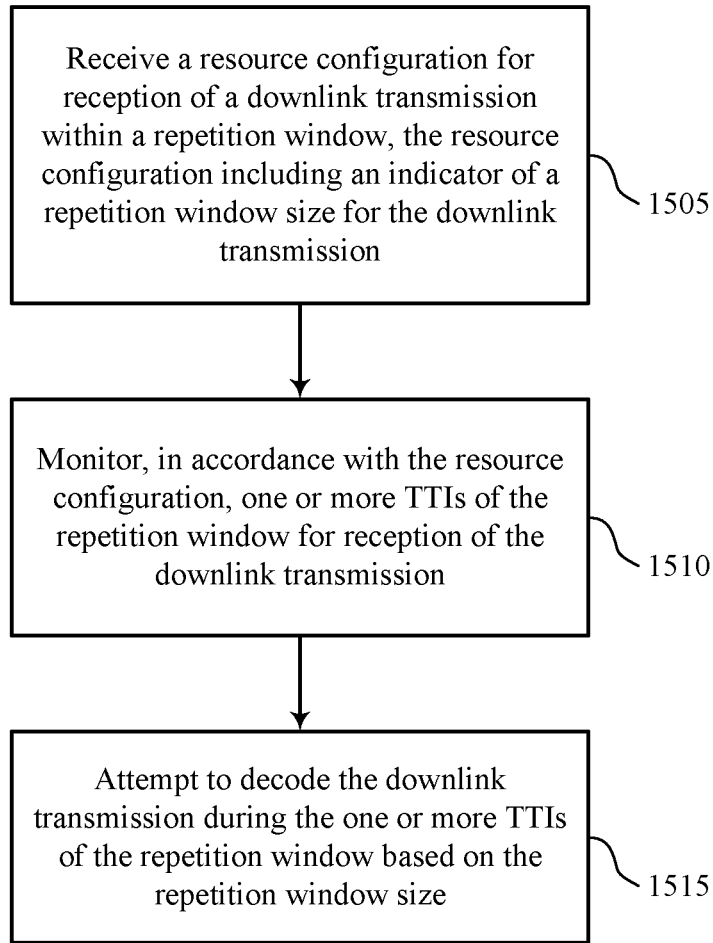 Receive a resource configuration for
reception of a downlink transmission
within a repetition window, the resource
configuration including an indicator of a
repetition window size for the downlink
transmission
1505
Monitor, in accordance with the resource
configuration, one or more TTIs of the
repetition window for reception of the
downlink transmission
1510
Attempt to decode the downlink
transmission during the one or more TTIs
of the repetition window based on the
repetition window size
1515